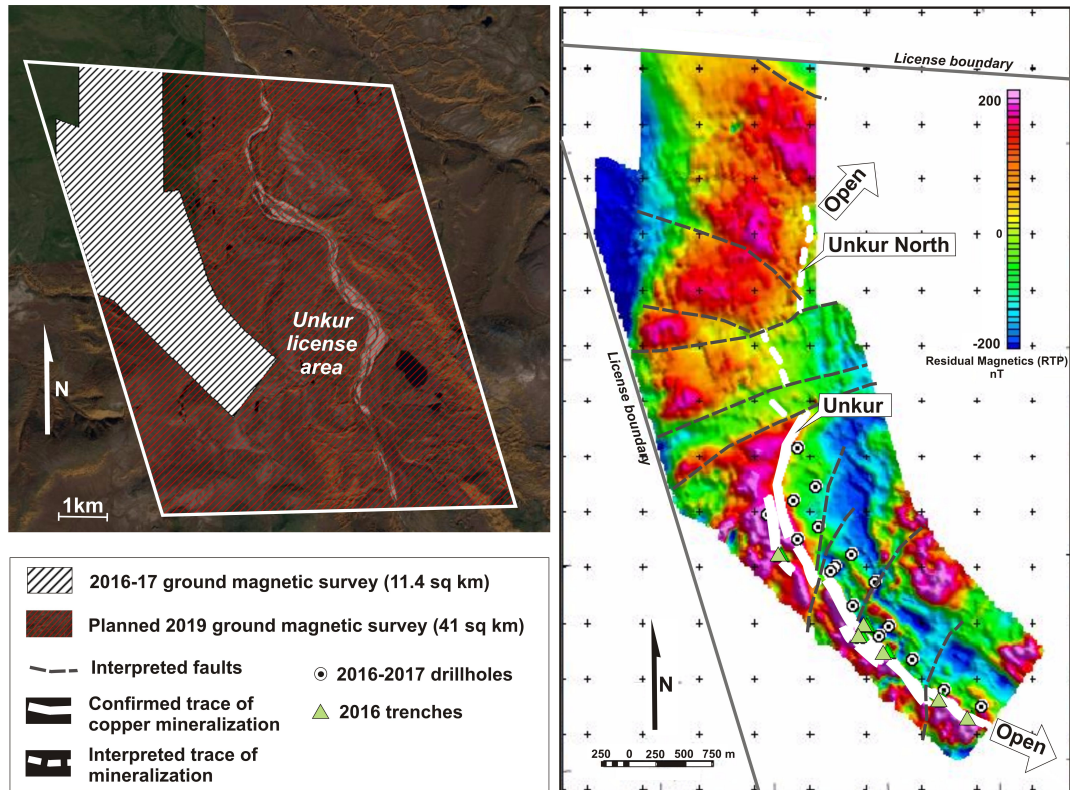 Unkur
license
area
N
1km
2016-17 ground magnetic survey (11.4 sq km)
Planned 2019 ground magnetic survey (41 sq km)
Interpreted faults
Confirmed trace of
copper mineralization
Interpreted trace of
mineralization
2016-2017 drillholes
2016 trenches
License boundary
200
0
-200
Residual Magnetics (RTP)
nT
Open
Unkur North
License boundary
Unkur
N
250 0 250 500 750 m
Open